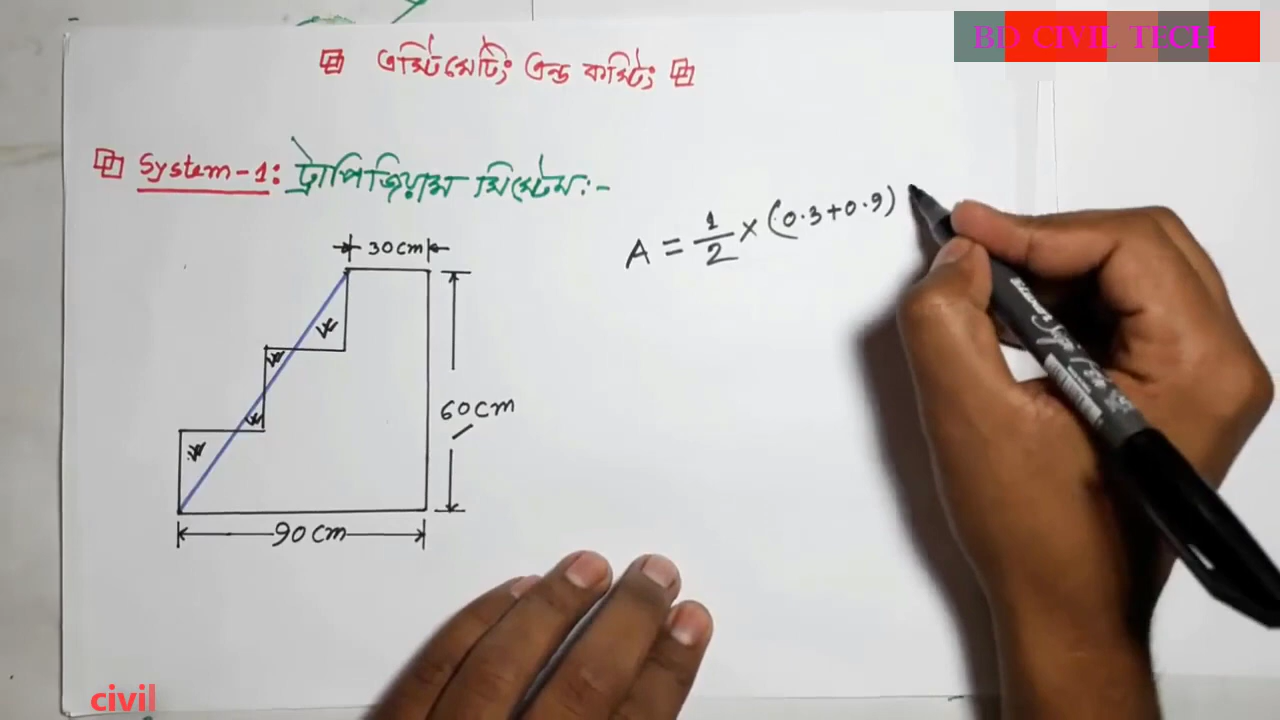 BD CIVIL TECH
এস্টিমেটিং এন্ড কস্টিং
System-1: ট্রাপিজিয়াম সিস্টেম:-
A = 1/2 × (0.3+0.9)
30cm
60cm
90cm
civil